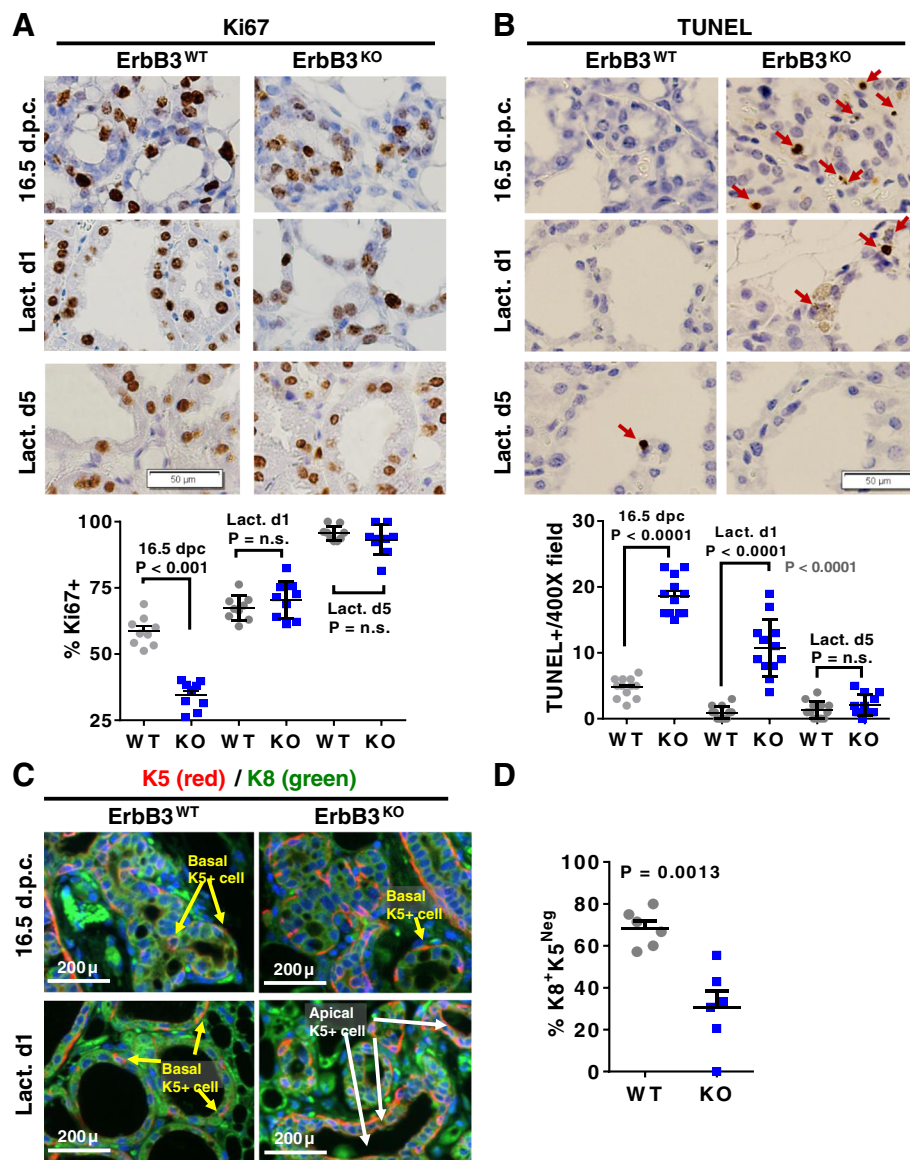 A
Ki67
ErbB3WT
ErbB3KO
16.5 d.p.c.
Lact. d1
Lact. d5
50 µm
% Ki67+
100
75
50
25
16.5 dpc
P < 0.001
Lact. d1
P = n.s.
Lact. d5
P = n.s.
WT KO WT KO WT KO
B
TUNEL
ErbB3WT
ErbB3KO
16.5 d.p.c.
Lact. d1
Lact. d5
50 µm
TUNEL+/400X field
30
20
10
0
16.5 dpc
P < 0.0001
Lact. d1
P < 0.0001
P < 0.0001
Lact. d5
P = n.s.
WT KO WT KO WT KO
C
K5 (red) / K8 (green)
ErbB3WT
ErbB3KO
16.5 d.p.c.
Basal
K5+ cell
200µ
Basal
K5+ cell
200µ
Lact. d1
Basal
K5+ cell
200µ
Apical
K5+ cell
200µ
D
% K8+K5Neg
100
80
60
40
20
0
P = 0.0013
WT KO